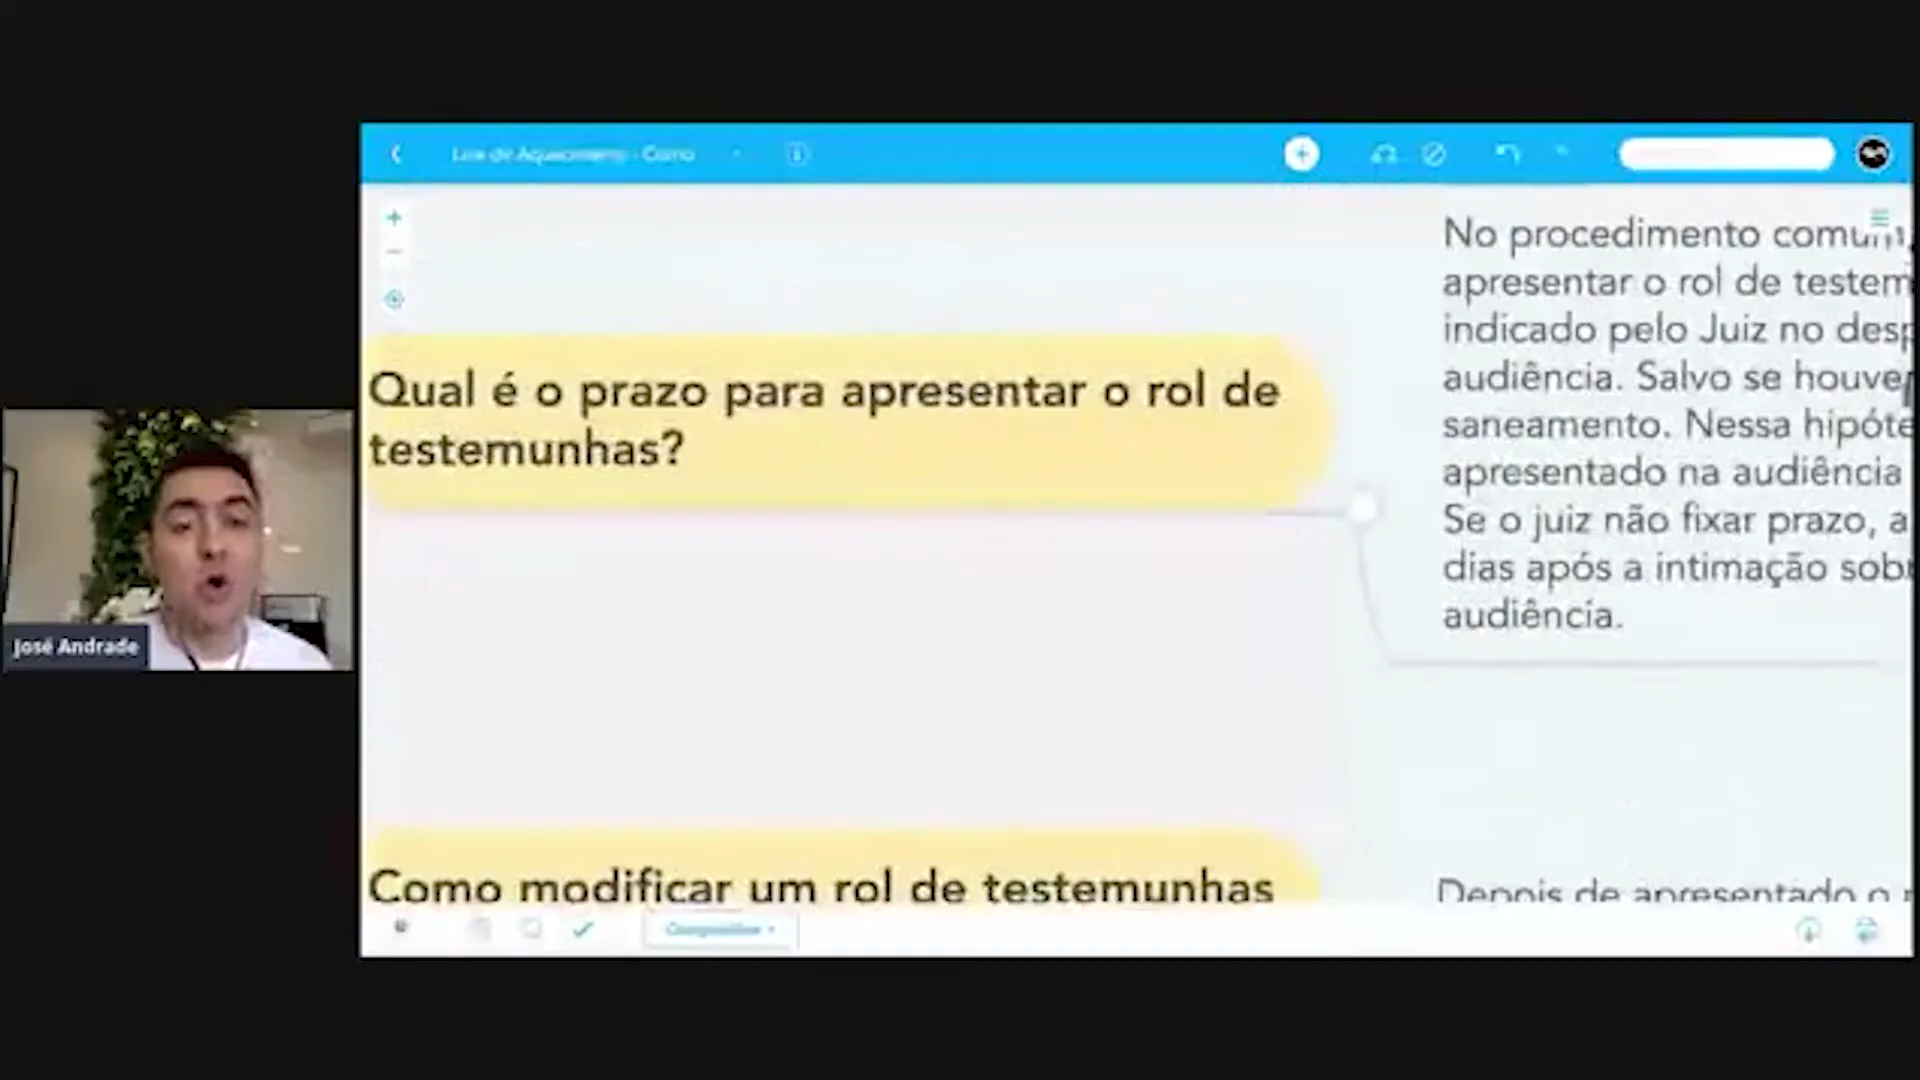 Qual é o prazo para apresentar o rol de
testemunhas?
No procedimento comum,
apresentar o rol de testem
indicado pelo Juiz no desp
audiência. Salvo se houve
saneamento. Nessa hipóte
apresentado na audiência
Se o juiz não fixar prazo, a
dias após a intimação sob
audiência.
José Andrade
Como modificar um rol de testemunhas
Depois de apresentado o